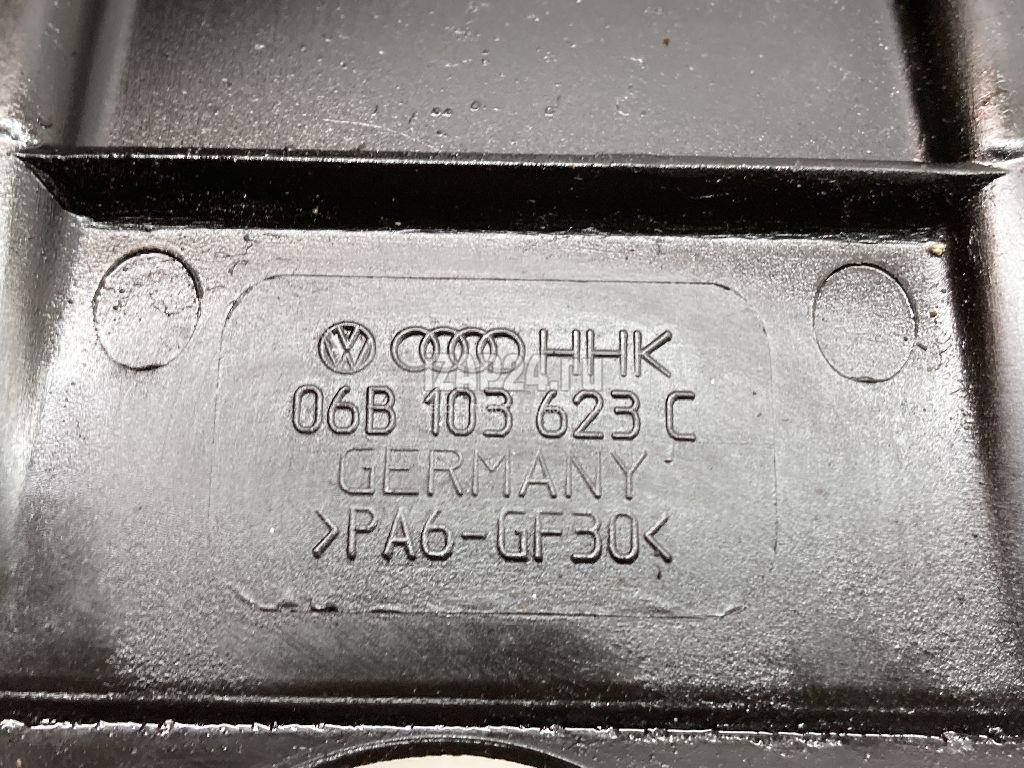 HHK
06B 103 623 C
GERMANY
>PA6-GF30<